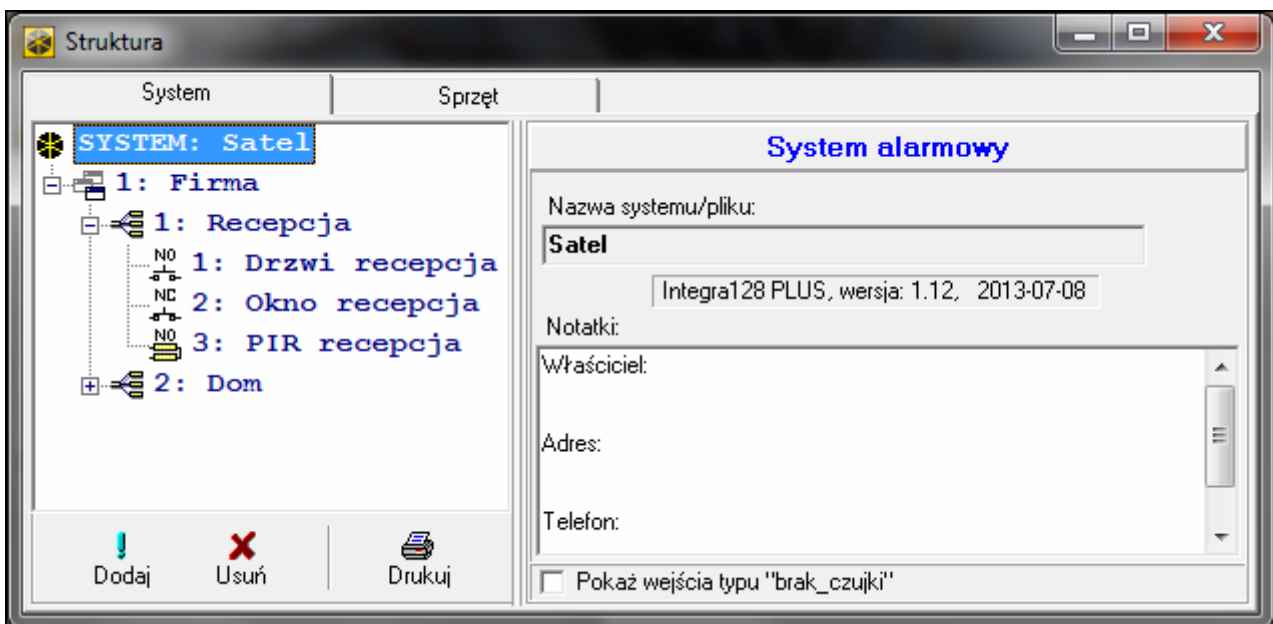 Struktura
System
Sprzęt
SYSTEM: Satel
1: Firma
1: Recepcja
NO 1: Drzwi recepcja
NC 2: Okno recepcja
NO 3: PIR recepcja
2: Dom
Dodaj
Usuń
Drukuj
System alarmowy
Nazwa systemu/pliku:
Satel
Integra128 PLUS, wersja: 1.12, 2013-07-08
Notatki:
Właściciel:
Adres:
Telefon:
Pokaż wejścia typu "brak_czujki"